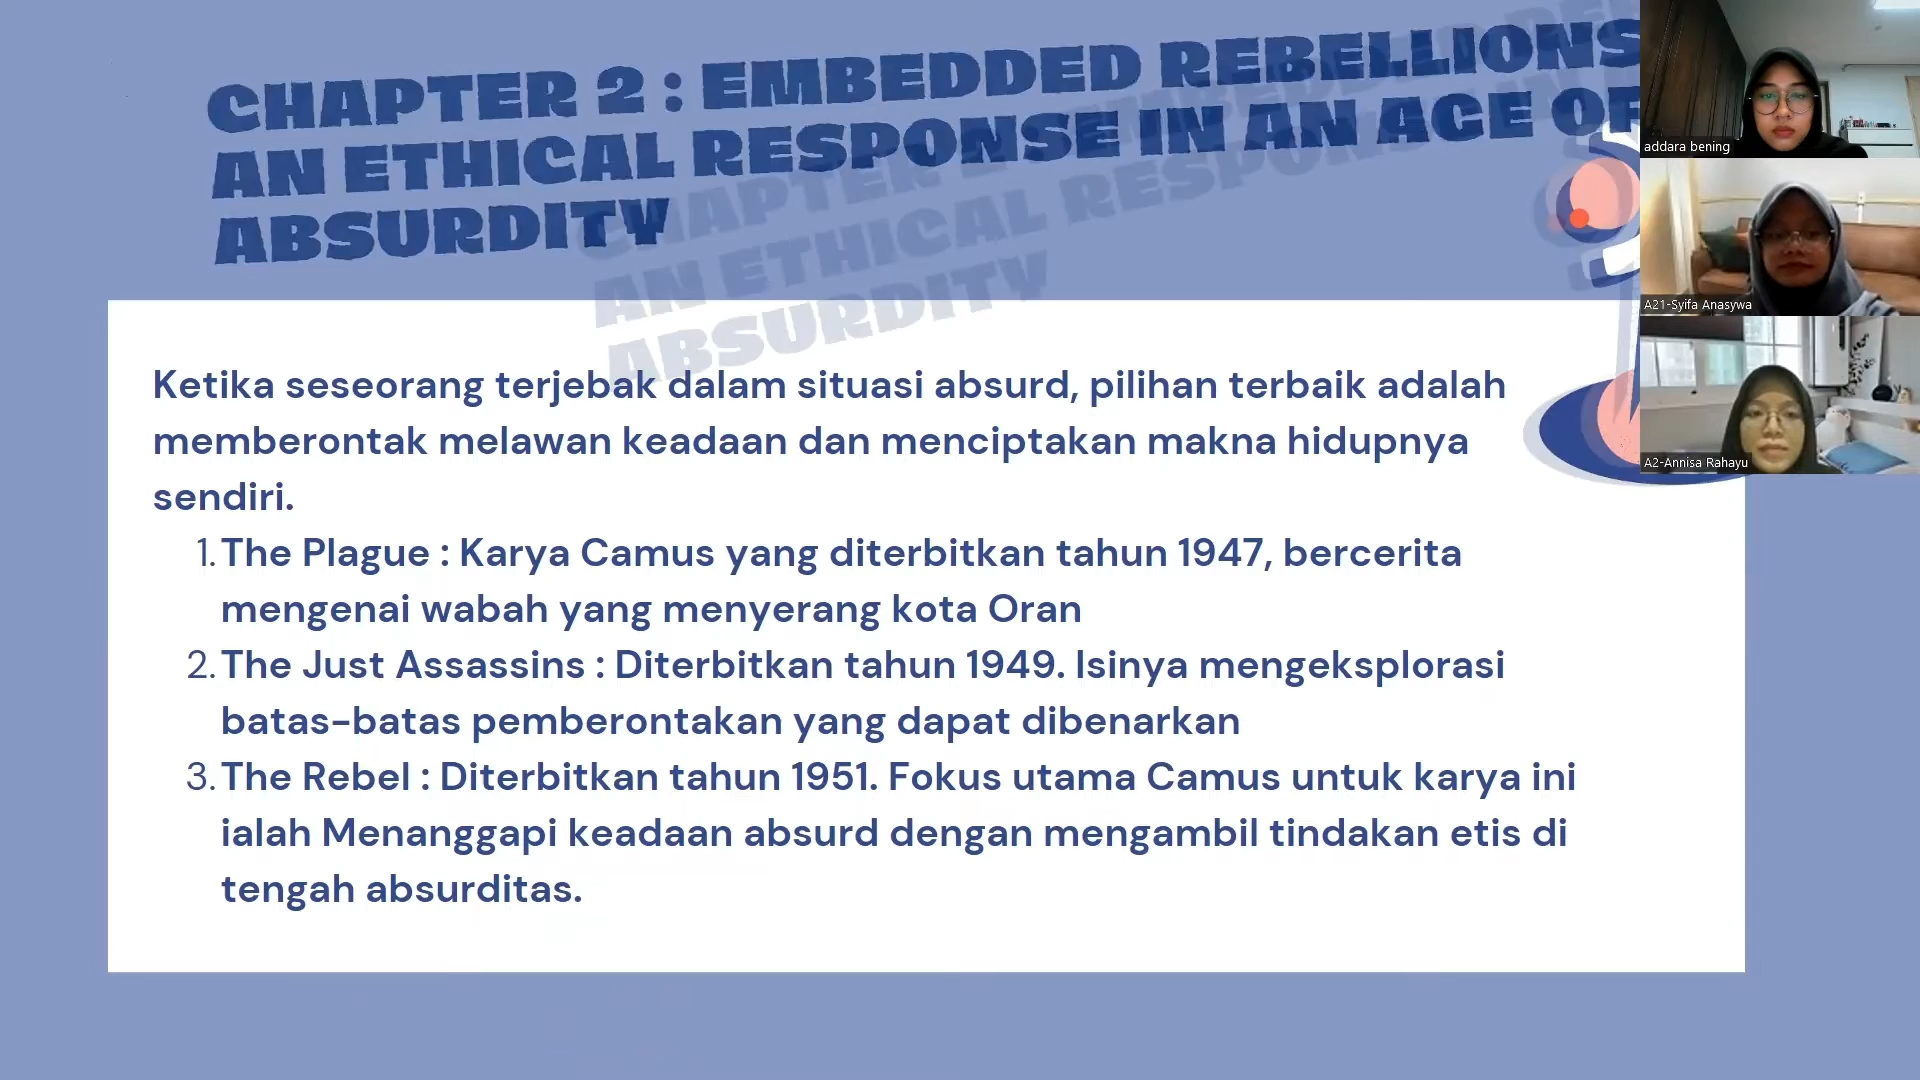 CHAPTER 2 : EMBEDDED REBELLIONS
AN ETHICAL RESPONSE IN AN AGE OF
ABSURDITY
Ketika seseorang terjebak dalam situasi absurd, pilihan terbaik adalah
memberontak melawan keadaan dan menciptakan makna hidupnya
sendiri.
1. The Plague : Karya Camus yang diterbitkan tahun 1947, bercerita
mengenai wabah yang menyerang kota Oran
2. The Just Assassins : Diterbitkan tahun 1949. Isinya mengeksplorasi
batas-batas pemberontakan yang dapat dibenarkan
3. The Rebel : Diterbitkan tahun 1951. Fokus utama Camus untuk karya ini
ialah Menanggapi keadaan absurd dengan mengambil tindakan etis di
tengah absurditas.
addara bening
A21-Syifa Anasywa
A2-Annisa Rahayu